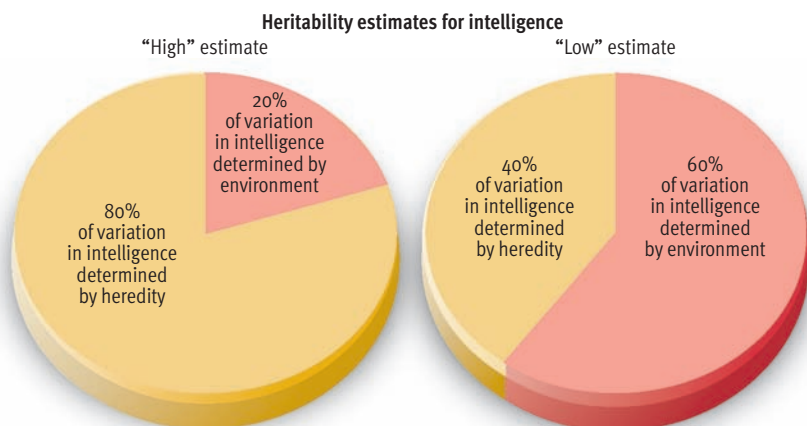 Heritability estimates for intelligence
“High” estimate
“Low” estimate
20%
of variation
in intelligence
determined by
environment
80%
of variation
in intelligence
determined
by heredity
40%
of variation
in intelligence
determined
by heredity
60%
of variation
in intelligence
determined
by environment